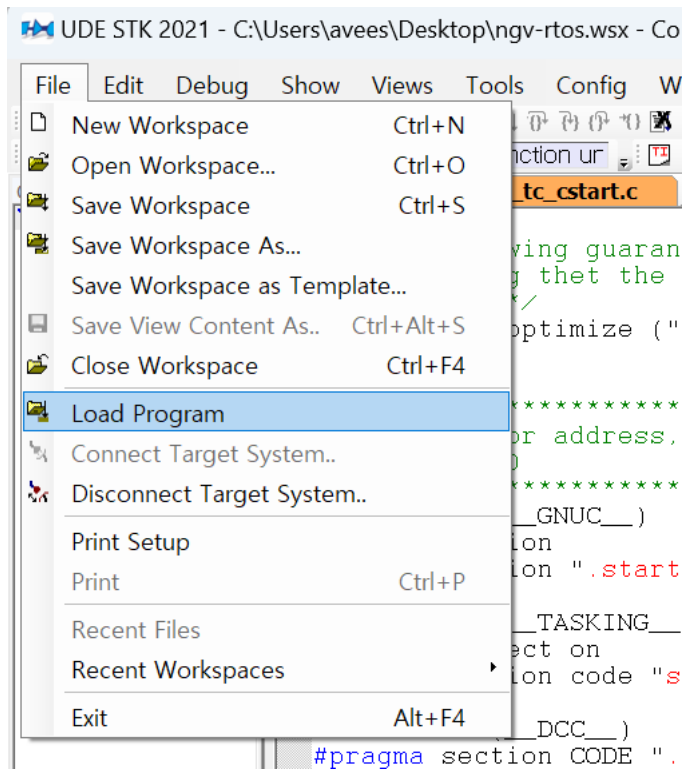 UDE STK 2021 - C:\Users\avees\Desktop\ngv-rtos.wsx - Co
File Edit Debug Show Views Tools Config W
New Workspace Ctrl+N
Open Workspace... Ctrl+O
nction ur
Save Workspace Ctrl+S
_tc_cstart.c
Save Workspace As...
wing guaran
Save Workspace as Template...
g thet the
*/
Save View Content As.. Ctrl+Alt+S
optimize ("
Close Workspace Ctrl+F4
Load Program
***********
Connect Target System..
or address,
)
Disconnect Target System..
***********
__GNUC__)
Print Setup
ion
Print Ctrl+P
ion ".start
Recent Files
__TASKING__
ect on
Recent Workspaces
ion code "s
Exit Alt+F4
(__DCC__)
#pragma section CODE ".